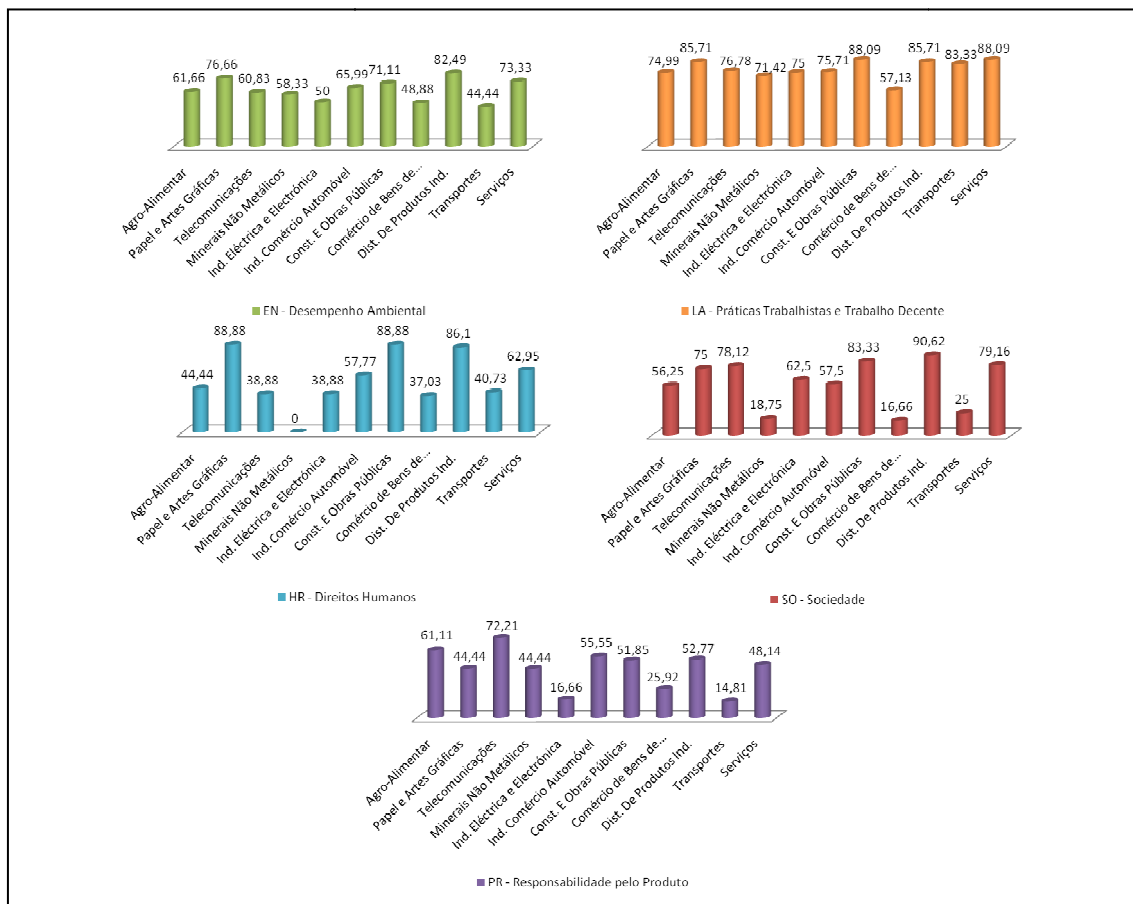 61,66 76,66 60,83 58,33 50 65,99 71,11 48,88 82,49 44,44 73,33
Agro-Alimentar
Papel e Artes Gráficas
Telecomunicações
Minerais Não Metálicos
Ind. Eléctrica e Electrónica
Ind. Comércio Automóvel
Const. E Obras Públicas
Comércio de Bens de...
Dist. De Produtos Ind.
Transportes
Serviços
EN - Desempenho Ambiental
74,99 85,71 76,78 71,42 75 75,71 88,09 57,13 85,71 83,33 88,09
Agro-Alimentar
Papel e Artes Gráficas
Telecomunicações
Minerais Não Metálicos
Ind. Eléctrica e Electrónica
Ind. Comércio Automóvel
Const. E Obras Públicas
Comércio de Bens de...
Dist. De Produtos Ind.
Transportes
Serviços
LA - Práticas Trabalhistas e Trabalho Decente
44,44 88,88 38,88 0 38,88 57,77 88,88 37,03 86,1 40,73 62,95
Agro-Alimentar
Papel e Artes Gráficas
Telecomunicações
Minerais Não Metálicos
Ind. Eléctrica e Electrónica
Ind. Comércio Automóvel
Const. E Obras Públicas
Comércio de Bens de...
Dist. De Produtos Ind.
Transportes
Serviços
HR - Direitos Humanos
56,25 75 78,12 18,75 62,5 57,5 83,33 16,66 90,62 25 79,16
Agro-Alimentar
Papel e Artes Gráficas
Telecomunicações
Minerais Não Metálicos
Ind. Eléctrica e Electrónica
Ind. Comércio Automóvel
Const. E Obras Públicas
Comércio de Bens de...
Dist. De Produtos Ind.
Transportes
Serviços
SO - Sociedade
61,11 44,44 72,21 44,44 16,66 55,55 51,85 25,92 52,77 14,81 48,14
Agro-Alimentar
Papel e Artes Gráficas
Telecomunicações
Minerais Não Metálicos
Ind. Eléctrica e Electrónica
Ind. Comércio Automóvel
Const. E Obras Públicas
Comércio de Bens de...
Dist. De Produtos Ind.
Transportes
Serviços
PR - Responsabilidade pelo Produto